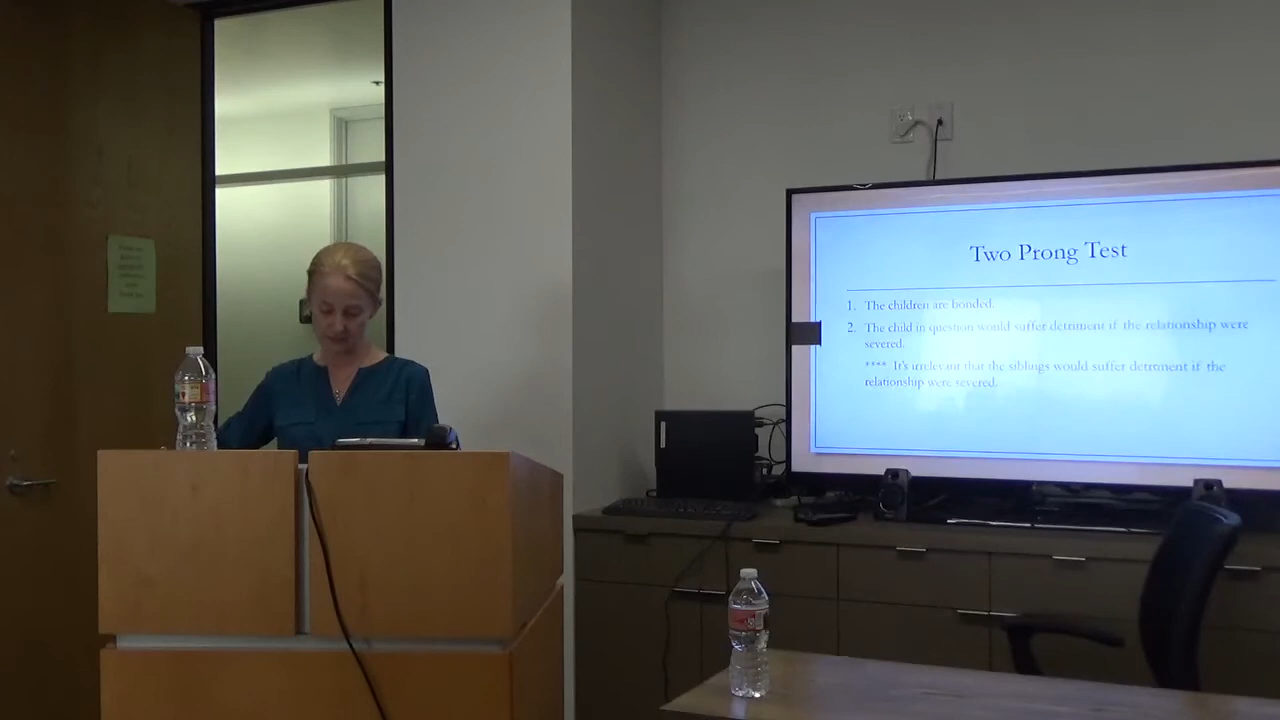 Two Prong Test
1. The children are bonded.
2. The child in question would suffer detriment if the relationship were
severed.
**** It's irrelevant that the siblings would suffer detriment if the
relationship were severed.